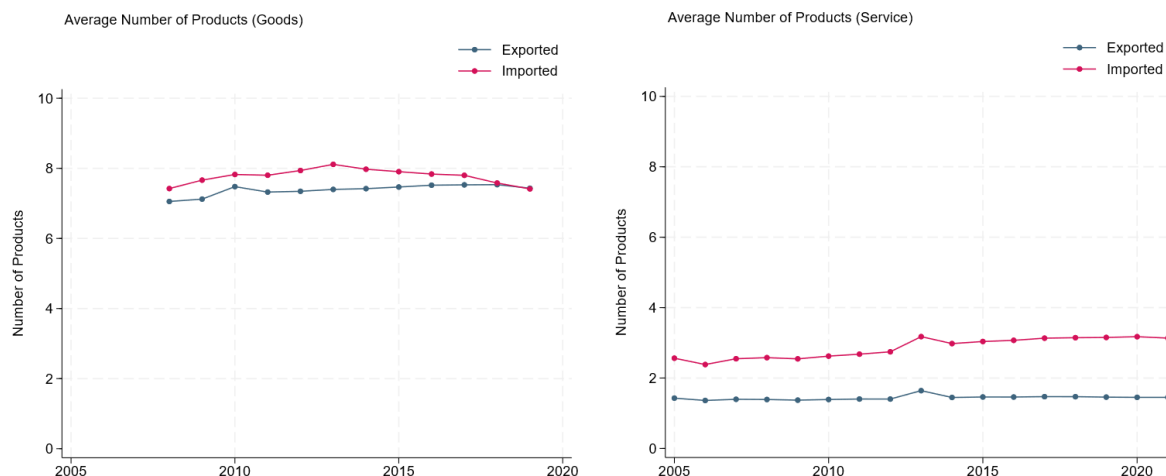 Average Number of Products (Goods)
Exported
Imported
Number of Products
10
8
6
4
2
0
2005
2010
2015
2020
Average Number of Products (Service)
Exported
Imported
Number of Products
10
8
6
4
2
0
2005
2010
2015
2020